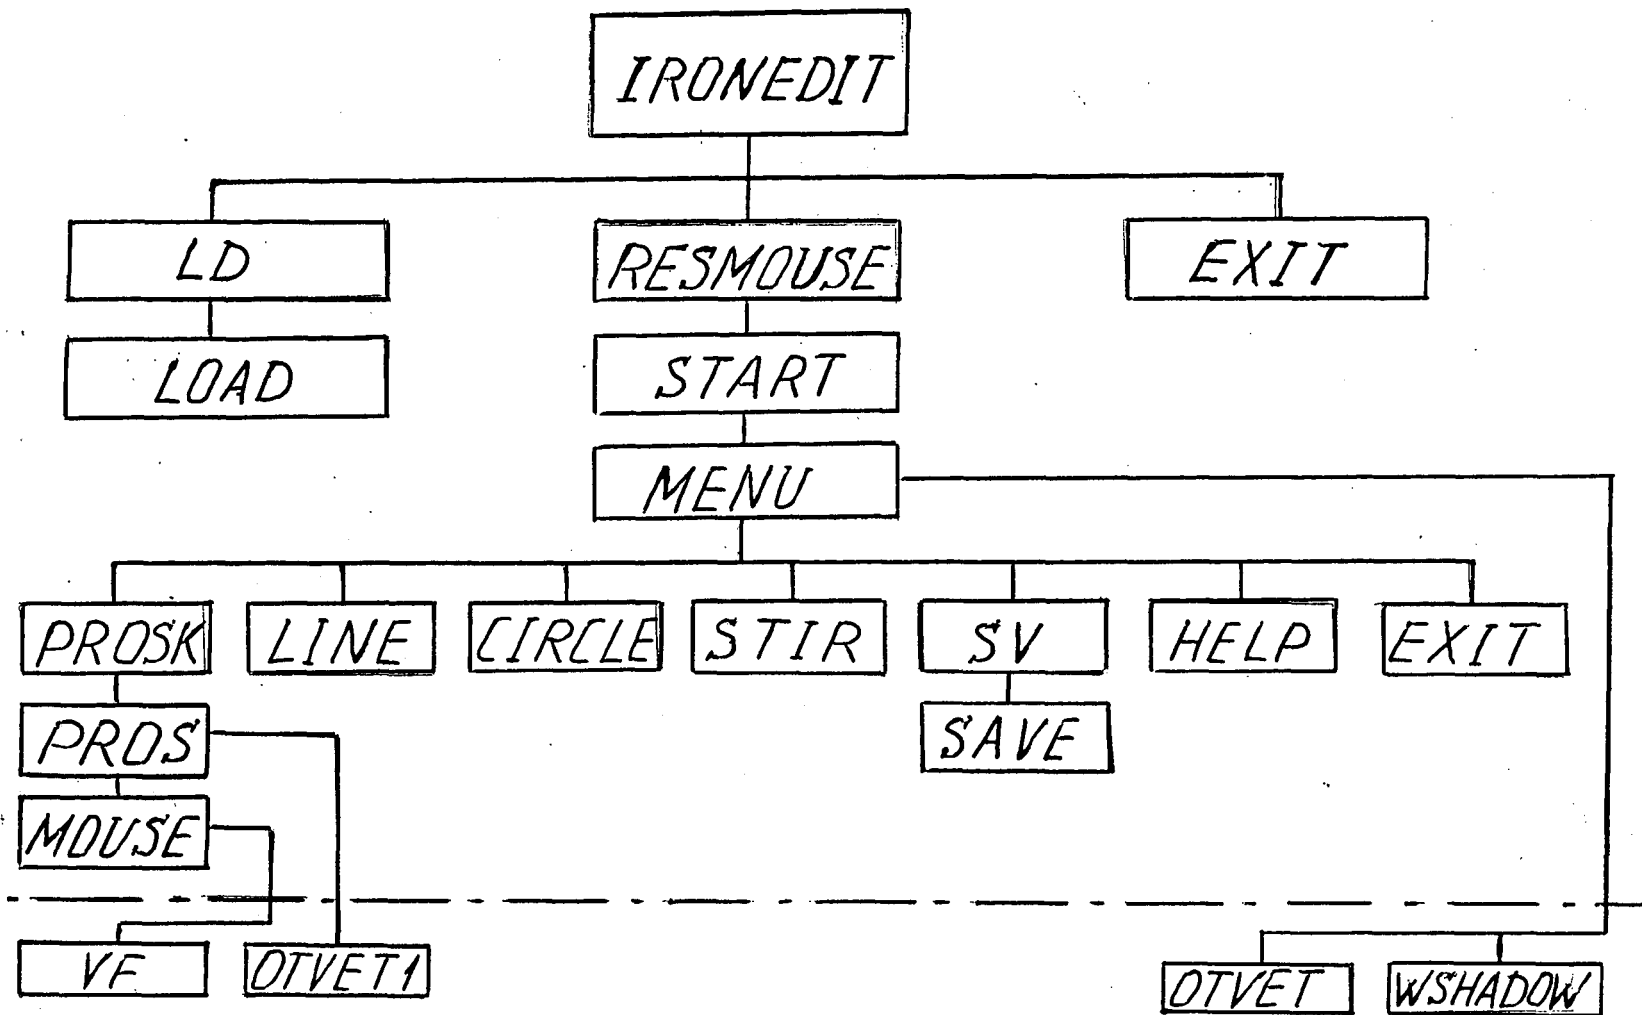 IRONEDIT
LD
RESMOUSE
EXIT
LOAD
START
MENU
PROSK
LINE
CIRCLE
STIR
SV
HELP
EXIT
PROS
SAVE
MOUSE
VF
OTVET1
OTVET
WSHADOW